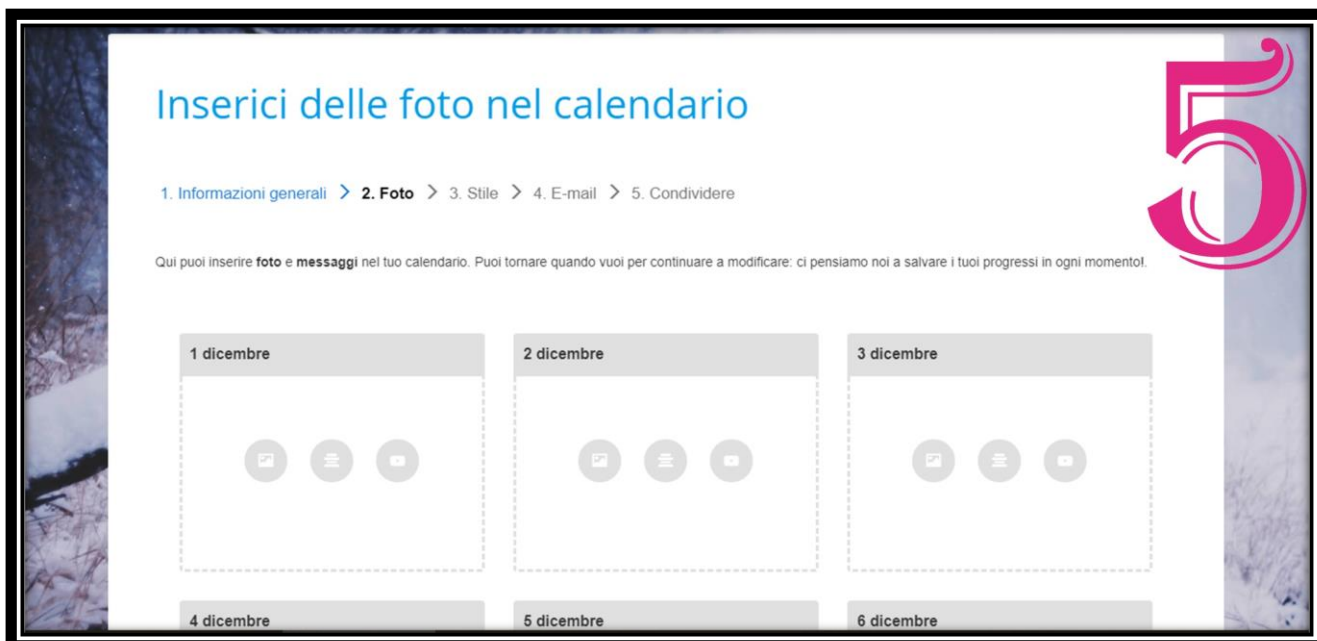 5
Inserici delle foto nel calendario
1. Informazioni generali > 2. Foto > 3. Stile > 4. E-mail > 5. Condividere
Qui puoi inserire foto e messaggi nel tuo calendario. Puoi tornare quando vuoi per continuare a modificare: ci pensiamo noi a salvare i tuoi progressi in ogni momento!.
1 dicembre
2 dicembre
3 dicembre
4 dicembre
5 dicembre
6 dicembre